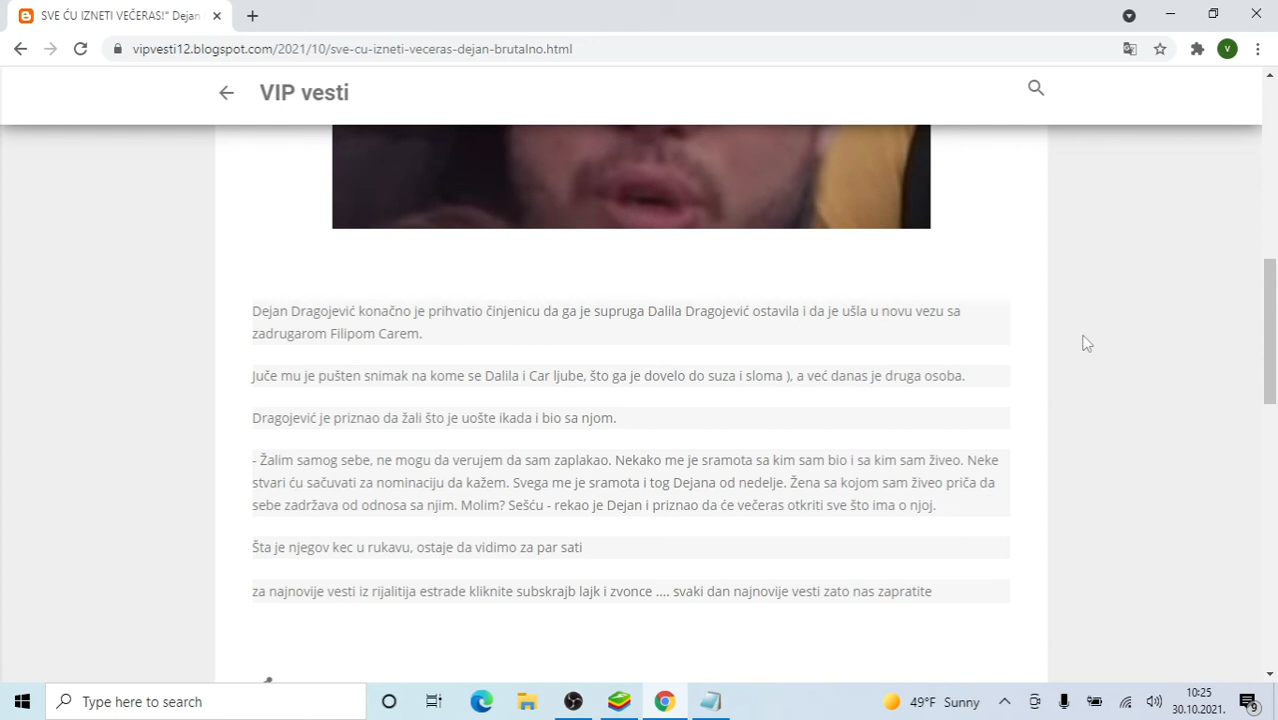 SVE ĆU IZNETI VEČERAS!" Dejan
vipvesti12.blogspot.com/2021/10/sve-cu-izneti-veceras-dejan-brutalno.html
V
VIP vesti
Dejan Dragojević konačno je prihvatio činjenicu da ga je supruga Dalila Dragojević ostavila i da je ušla u novu vezu sa
zadrugarom Filipom Carem.
Juče mu je pušten snimak na kome se Dalila i Car ljube, što ga je dovelo do suza i sloma ), a već danas je druga osoba.
Dragojević je priznao da žali što je uošte ikada i bio sa njom.
- Žalim samog sebe, ne mogu da verujem da sam zaplakao. Nekako me je sramota sa kim sam bio i sa kim sam živeo. Neke
stvari ću sačuvati za nominaciju da kažem. Svega me je sramota i tog Dejana od nedelje. Žena sa kojom sam živeo priča da
sebe zadržava od odnosa sa njim. Molim? Sešću - rekao je Dejan i priznao da će večeras otkriti sve što ima o njoj.
Šta je njegov kec u rukavu, ostaje da vidimo za par sati
za najnovije vesti iz rijalitija estrade kliknite subskrajb lajk i zvonce .... svaki dan najnovije vesti zato nas zapratite
Type here to search
49°F Sunny
10:25
30.10.2021.
9